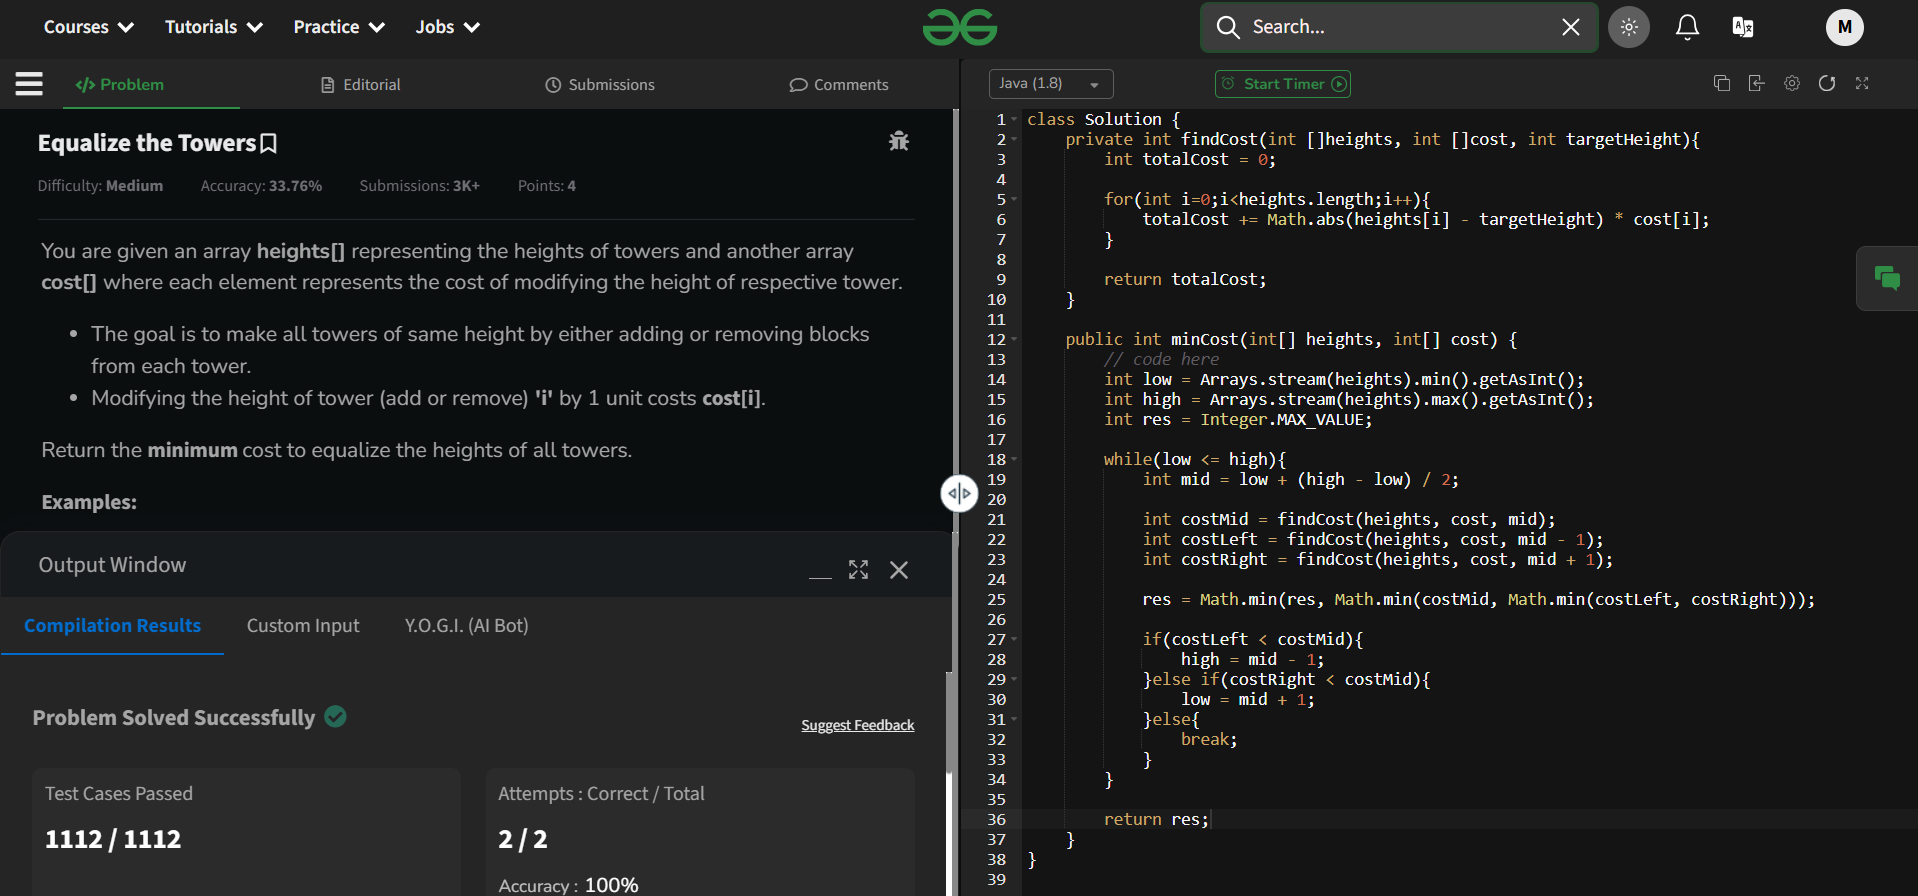 Courses Tutorials Practice Jobs
Search...
M
Problem
Editorial
Submissions
Comments
Java (1.8)
Start Timer
Equalize the Towers
Difficulty: Medium Accuracy: 33.76% Submissions: 3K+ Points: 4
You are given an array heights[] representing the heights of towers and another array
cost[] where each element represents the cost of modifying the height of respective tower.
• The goal is to make all towers of same height by either adding or removing blocks
from each tower.
• Modifying the height of tower (add or remove) 'i' by 1 unit costs cost[i].
Return the minimum cost to equalize the heights of all towers.
Examples:
Output Window
Compilation Results Custom Input Y.O.G.I. (AI Bot)
Problem Solved Successfully
Suggest Feedback
Test Cases Passed
1112 / 1112
Attempts : Correct / Total
2 / 2
Accuracy : 100%
1 class Solution {
2     private int findCost(int []heights, int []cost, int targetHeight){
3         int totalCost = 0;
4
5         for(int i=0;i<heights.length;i++){
6             totalCost += Math.abs(heights[i] - targetHeight) * cost[i];
7         }
8
9         return totalCost;
10     }
11
12     public int minCost(int[] heights, int[] cost) {
13         // code here
14         int low = Arrays.stream(heights).min().getAsInt();
15         int high = Arrays.stream(heights).max().getAsInt();
16         int res = Integer.MAX_VALUE;
17
18         while(low <= high){
19             int mid = low + (high - low) / 2;
20
21             int costMid = findCost(heights, cost, mid);
22             int costLeft = findCost(heights, cost, mid - 1);
23             int costRight = findCost(heights, cost, mid + 1);
24
25             res = Math.min(res, Math.min(costMid, Math.min(costLeft, costRight)));
26
27             if(costLeft < costMid){
28                 high = mid - 1;
29             }else if(costRight < costMid){
30                 low = mid + 1;
31             }else{
32                 break;
33             }
34         }
35
36         return res;
37     }
38 }
39